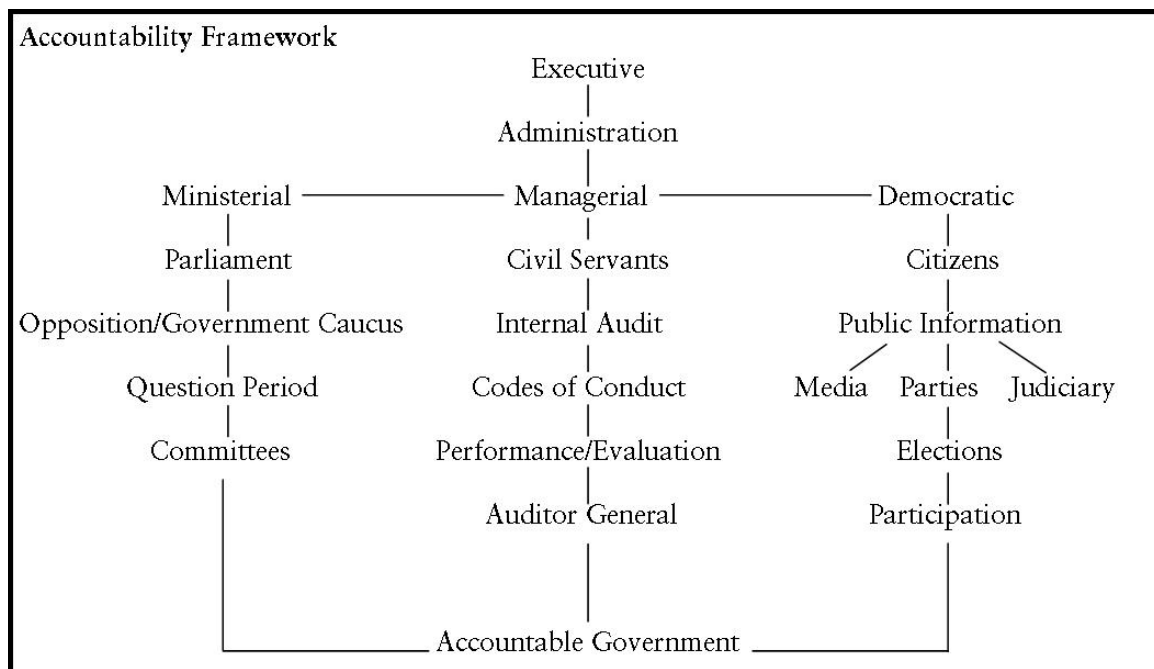 Accountability Framework
Executive
Administration
Ministerial Managerial Democratic
Parliament Civil Servants Citizens
Opposition/Government Caucus Internal Audit Public Information
Question Period Codes of Conduct Media Parties Judiciary
Committees Performance/Evaluation Elections
Auditor General Participation
Accountable Government